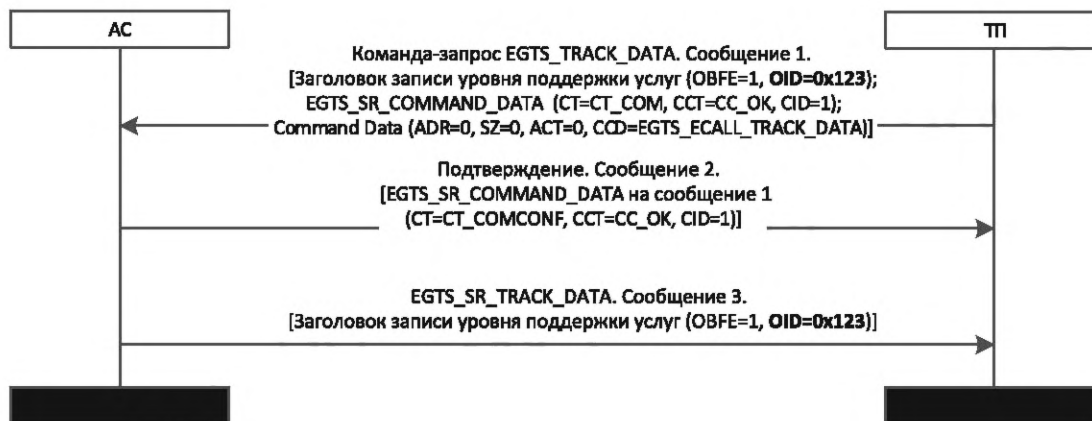 АС
ТП
Команда-запрос EGTS_TRACK_DATA. Сообщение 1.
[Заголовок записи уровня поддержки услуг (OBFE=1, OID=0x123);
EGTS_SR_COMMAND_DATA (CT=CT_COM, CCT=CC_OK, CID=1);
Command Data (ADR=0, SZ=0, ACT=0, CCD=EGTS_ECALL_TRACK_DATA)]
Подтверждение. Сообщение 2.
[EGTS_SR_COMMAND_DATA на сообщение 1
(CT=CT_COMCONF, CCT=CC_OK, CID=1)]
EGTS_SR_TRACK_DATA. Сообщение 3.
[Заголовок записи уровня поддержки услуг (OBFE=1, OID=0x123)]